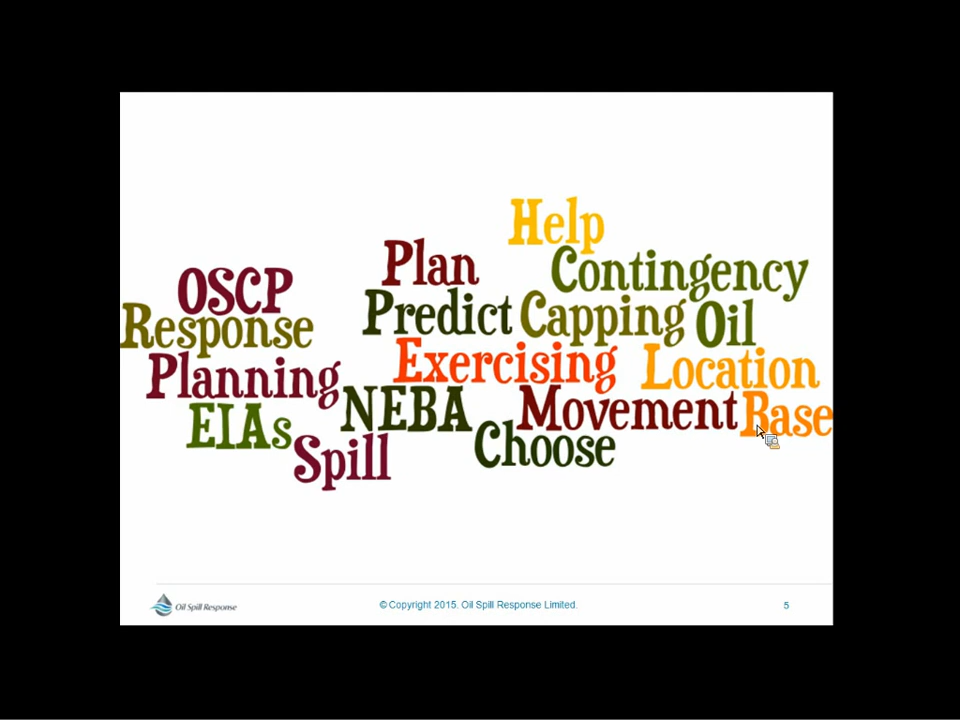 Help
Plan
Contingency
OSCP
Predict
Capping
Oil
Response
Exercising
Location
Planning
NEBA
Movement
Base
EIAs
Choose
Spill
Oil Spill Response
© Copyright 2015. Oil Spill Response Limited.
5